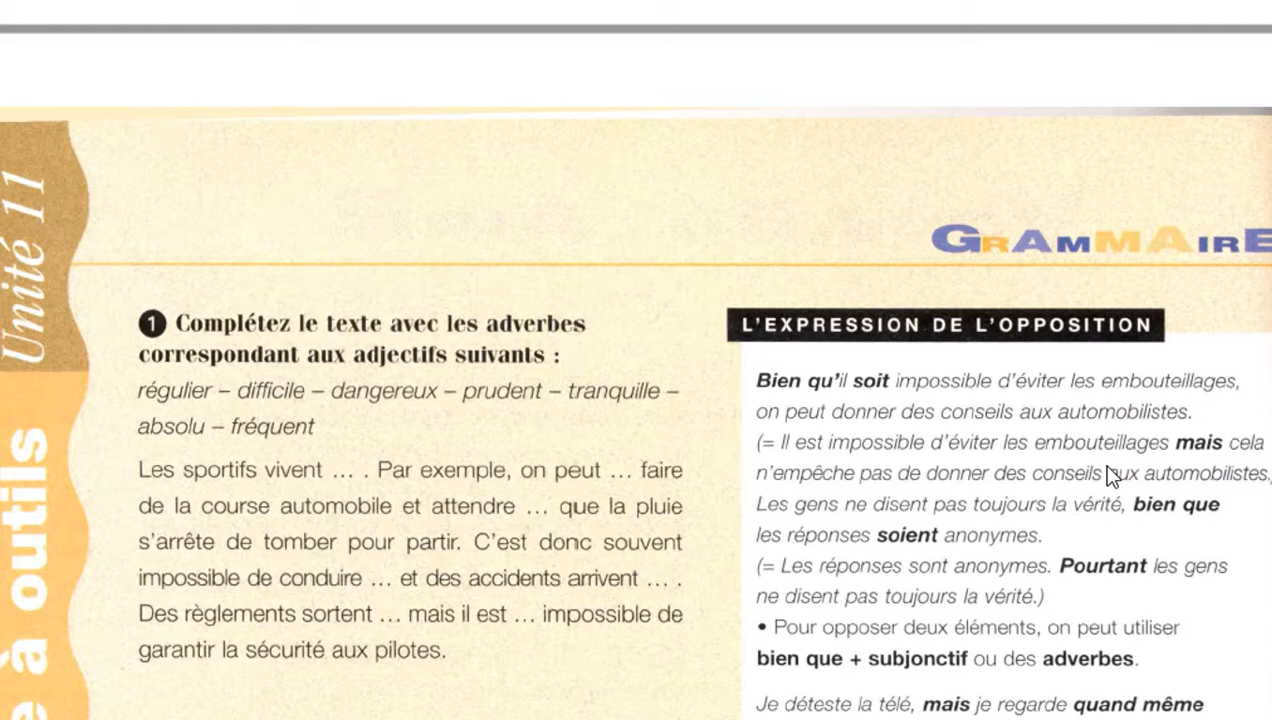 Unité 11
e à outils
GRAMMAIRE
1 Complétez le texte avec les adverbes
correspondant aux adjectifs suivants :
régulier – difficile – dangereux – prudent – tranquille –
absolu – fréquent
Les sportifs vivent ... . Par exemple, on peut ... faire
de la course automobile et attendre ... que la pluie
s'arrête de tomber pour partir. C'est donc souvent
impossible de conduire ... et des accidents arrivent ... .
Des règlements sortent ... mais il est ... impossible de
garantir la sécurité aux pilotes.
L'EXPRESSION DE L'OPPOSITION
Bien qu'il soit impossible d'éviter les embouteillages,
on peut donner des conseils aux automobilistes.
(= Il est impossible d'éviter les embouteillages mais cela
n'empêche pas de donner des conseils aux automobilistes.)
Les gens ne disent pas toujours la vérité, bien que
les réponses soient anonymes.
(= Les réponses sont anonymes. Pourtant les gens
ne disent pas toujours la vérité.)
• Pour opposer deux éléments, on peut utiliser
bien que + subjonctif ou des adverbes.
Je déteste la télé, mais je regarde quand même